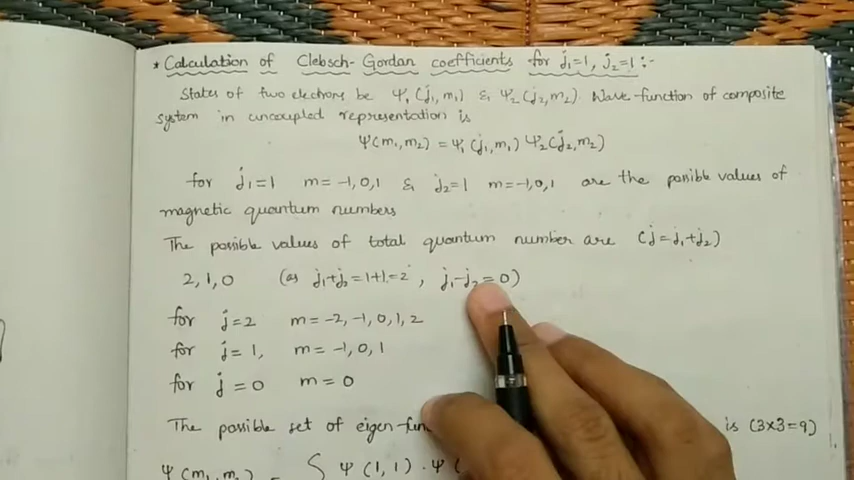 * Calculation of Clebsch-Gordan coefficients for j₁=1, j₂=1 :-
States of two electrons be Ψ₁(j₁,m₁) & Ψ₂(j₂,m₂). Wave-function of composite
system in uncoupled representation is
Ψ(m₁,m₂) = Ψ₁(j₁,m₁) Ψ₂(j₂,m₂)
for j₁=1 m=-1,0,1 & j₂=1 m=-1,0,1 are the possible values of
magnetic quantum numbers
The possible values of total quantum number are (j=j₁+j₂)
2,1,0 (as j₁+j₂=1+1=2, j₁-j₂=0)
for j=2 m=-2,-1,0,1,2
for j=1, m=-1,0,1
for j=0 m=0
The possible set of eigen- is (3×3=9)
Ψ(m₁,m₂) = { Ψ(1,1) . Ψ(